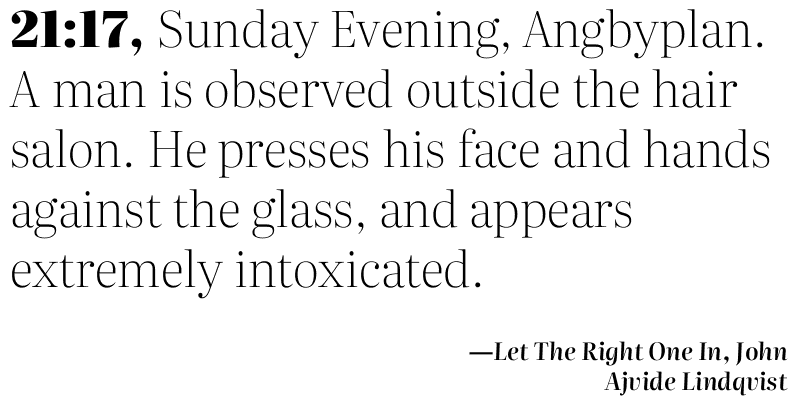 21:17, Sunday Evening, Angbyplan.
A man is observed outside the hair
salon. He presses his face and hands
against the glass, and appears
extremely intoxicated.
—Let The Right One In, John
Ajvide Lindqvist